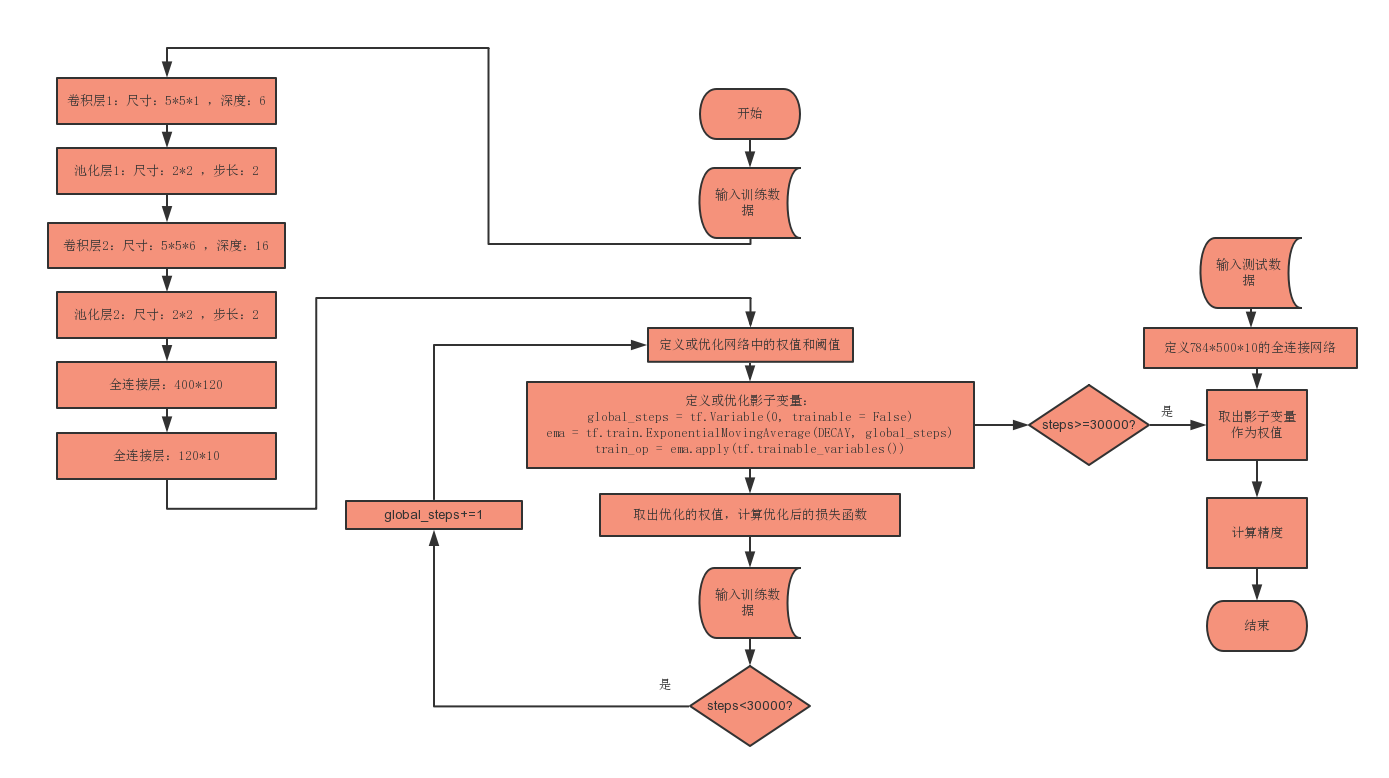 开始
输入训练数
据
卷积层1: 尺寸: 5*5*1 , 深度: 6
池化层1: 尺寸: 2*2 , 步长: 2
卷积层2: 尺寸: 5*5*6 , 深度: 16
池化层2: 尺寸: 2*2 , 步长: 2
全连接层: 400*120
全连接层: 120*10
定义或优化网络中的权值和阈值
定义或优化影子变量:
global_steps = tf.Variable(0, trainable = False)
ema = tf.train.ExponentialMovingAverage(DECAY, global_steps)
train_op = ema.apply(tf.trainable_variables())
取出优化的权值, 计算优化后的损失函数
输入训练数
据
steps<30000?
是
global_steps+=1
steps>=30000?
是
输入测试数
据
定义784*500*10的全连接网络
取出影子变量
作为权值
计算精度
结束